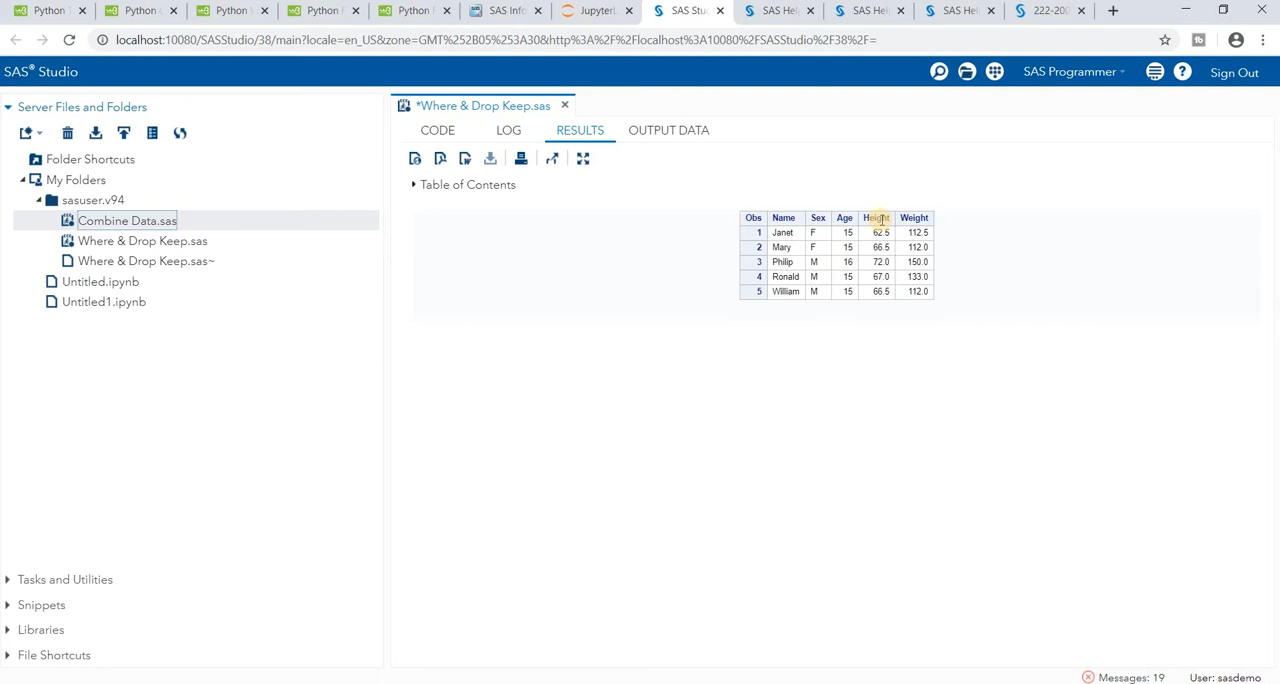 Python T
Python (
Python V
Python F
Python F
SAS Info
JupyterL
SAS Stu
SAS Hel
SAS Hel
SAS Hel
222-200
localhost:10080/SASStudio/38/main?locale=en_US&zone=GMT%252B05%253A30&http%3A%2F%2Flocalhost%3A10080%2FSASStudio%2F38%2F=
SAS® Studio
SAS Programmer
Sign Out
Server Files and Folders
Folder Shortcuts
My Folders
sasuser.v94
Combine Data.sas
Where & Drop Keep.sas
Where & Drop Keep.sas~
Untitled.ipynb
Untitled1.ipynb
Tasks and Utilities
Snippets
Libraries
File Shortcuts
*Where & Drop Keep.sas
CODE LOG RESULTS OUTPUT DATA
Table of Contents
Obs Name Sex Age Height Weight
1 Janet F 15 62.5 112.5
2 Mary F 15 66.5 112.0
3 Philip M 16 72.0 150.0
4 Ronald M 15 67.0 133.0
5 William M 15 66.5 112.0
Messages: 19 User: sasdemo